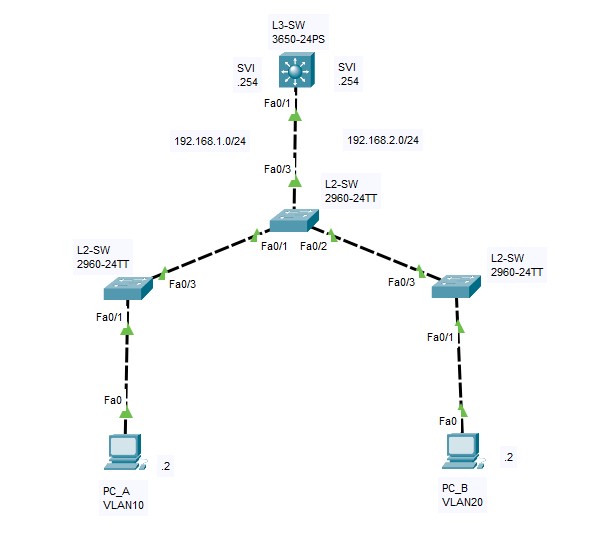 L3-SW
3650-24PS
SVI
.254
SVI
.254
Fa0/1
192.168.1.0/24
192.168.2.0/24
Fa0/3
L2-SW
2960-24TT
Fa0/1
Fa0/2
L2-SW
2960-24TT
Fa0/3
L2-SW
2960-24TT
Fa0/3
Fa0/1
Fa0/1
Fa0
Fa0
.2
.2
PC_A
VLAN10
PC_B
VLAN20